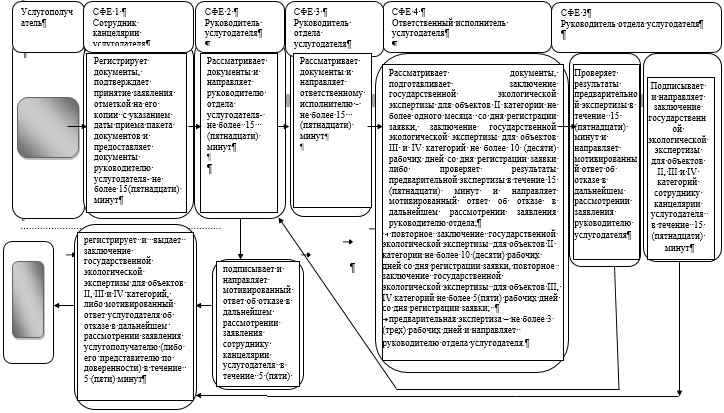 Услугополуч
атель¶
СФЕ·1·¶
Сотрудник·
канцелярии·
услугодателя¶
СФЕ·2·¶
Руководитель·
услугодателя¶
¶
СФЕ·3·¶
Руководитель·
отдела·
услугодателя¶
СФЕ·4·¶
Ответственный·исполнитель·
услугодателя¶
¶
СФЕ·3¶
Руководитель·отдела·услугодателя¶
¶
Регистрирует·
документы,·
подтверждает·
принятие·заявления·
отметкой·на·его·
копии·с·указанием·
даты·приема·пакета·
документов·и·
предоставляет·
документы·
руководителю·
услугодателя·-не·
более·15(пятнадцати)·
минут¶
Рассматривает·
документы·и·
направляет·
руководителю·
отдела·
услугодателя·-·
не·более·15···
(пятнадцати)·
минут¶
¶
¶
Рассматривает·
документы·и·
направляет·
ответственному·
исполнителю·-·
не·более·15···
(пятнадцати)·
минут¶
¶
Рассматривает· документы,·
подготавливает· заключение·
государственной· экологической·
экспертизы·для·объектов·II·категории·не·
более·одного·месяца··со·дня·регистрации·
заявки,· заключение· государственной·
экологической·экспертизы·для·объектов·
III·и·IV·категорий·не·более·10·(десяти)·
рабочих·дней·со·дня·регистрации·заявки·
либо· проверяет· результаты·
предварительной·экспертизы·в·течение·15·
(пятнадцати)· минут· и· направляет·
мотивированный· ответ· об· отказе· в·
дальнейшем· рассмотрении· заявления·
руководителю·отдела;¶
повторное·заключение·государственной·
экологической·экспертизы·для·объектов·II·
категории·не·более·10·(десяти)·рабочих·
дней·со·дня·регистрации·заявки,·повторное·
заключение·государственной·
экологической·экспертизы·для·объектов·III,·
IV·категорий·не·более·5(пяти)·рабочих·дней·
со·дня·регистрации·заявки,··¶
предварительная·экспертиза·–·не·более·3·
(трех)·рабочих·дней·и·направляет··
руководителю·отдела·услугодателя.¶
Проверяет·
результаты·
предварительно
й·экспертизы·в·
течение··15·
(пятнадцати)·
минут·и·
направляет·
мотивированны
й·ответ·об·
отказе·в·
дальнейшем·
рассмотрении·
заявления·
руководителю·
услугодателя¶
Подписывает·
и·направляет·
заключение·
государственн
ой·
экологической·
экспертизы·
для·объектов·
II,·III·и·IV·
категорий·
сотруднику·
канцелярии·
услугодателя··
в·течение··15·
(пятнадцати)·
минут¶
регистрирует··и···выдает··
заключение·
государственной·
экологической·
экспертизы·для·объектов·
II,·III·и·IV·категорий,·
либо·мотивированный·
ответ·услугодателя·об·
отказе·в·дальнейшем·
рассмотрении·заявления·
услугополучателю·(либо·
его·представителю·по·
доверенности)·в·течение··
5·(пяти)·минут¶
подписывает·и·
направляет·
мотивированный·
ответ·об·отказе·в·
дальнейшем·
рассмотрении·
заявления·
сотруднику·
канцелярии·
услугодателя··в·
течение··5·(пяти)·
¶